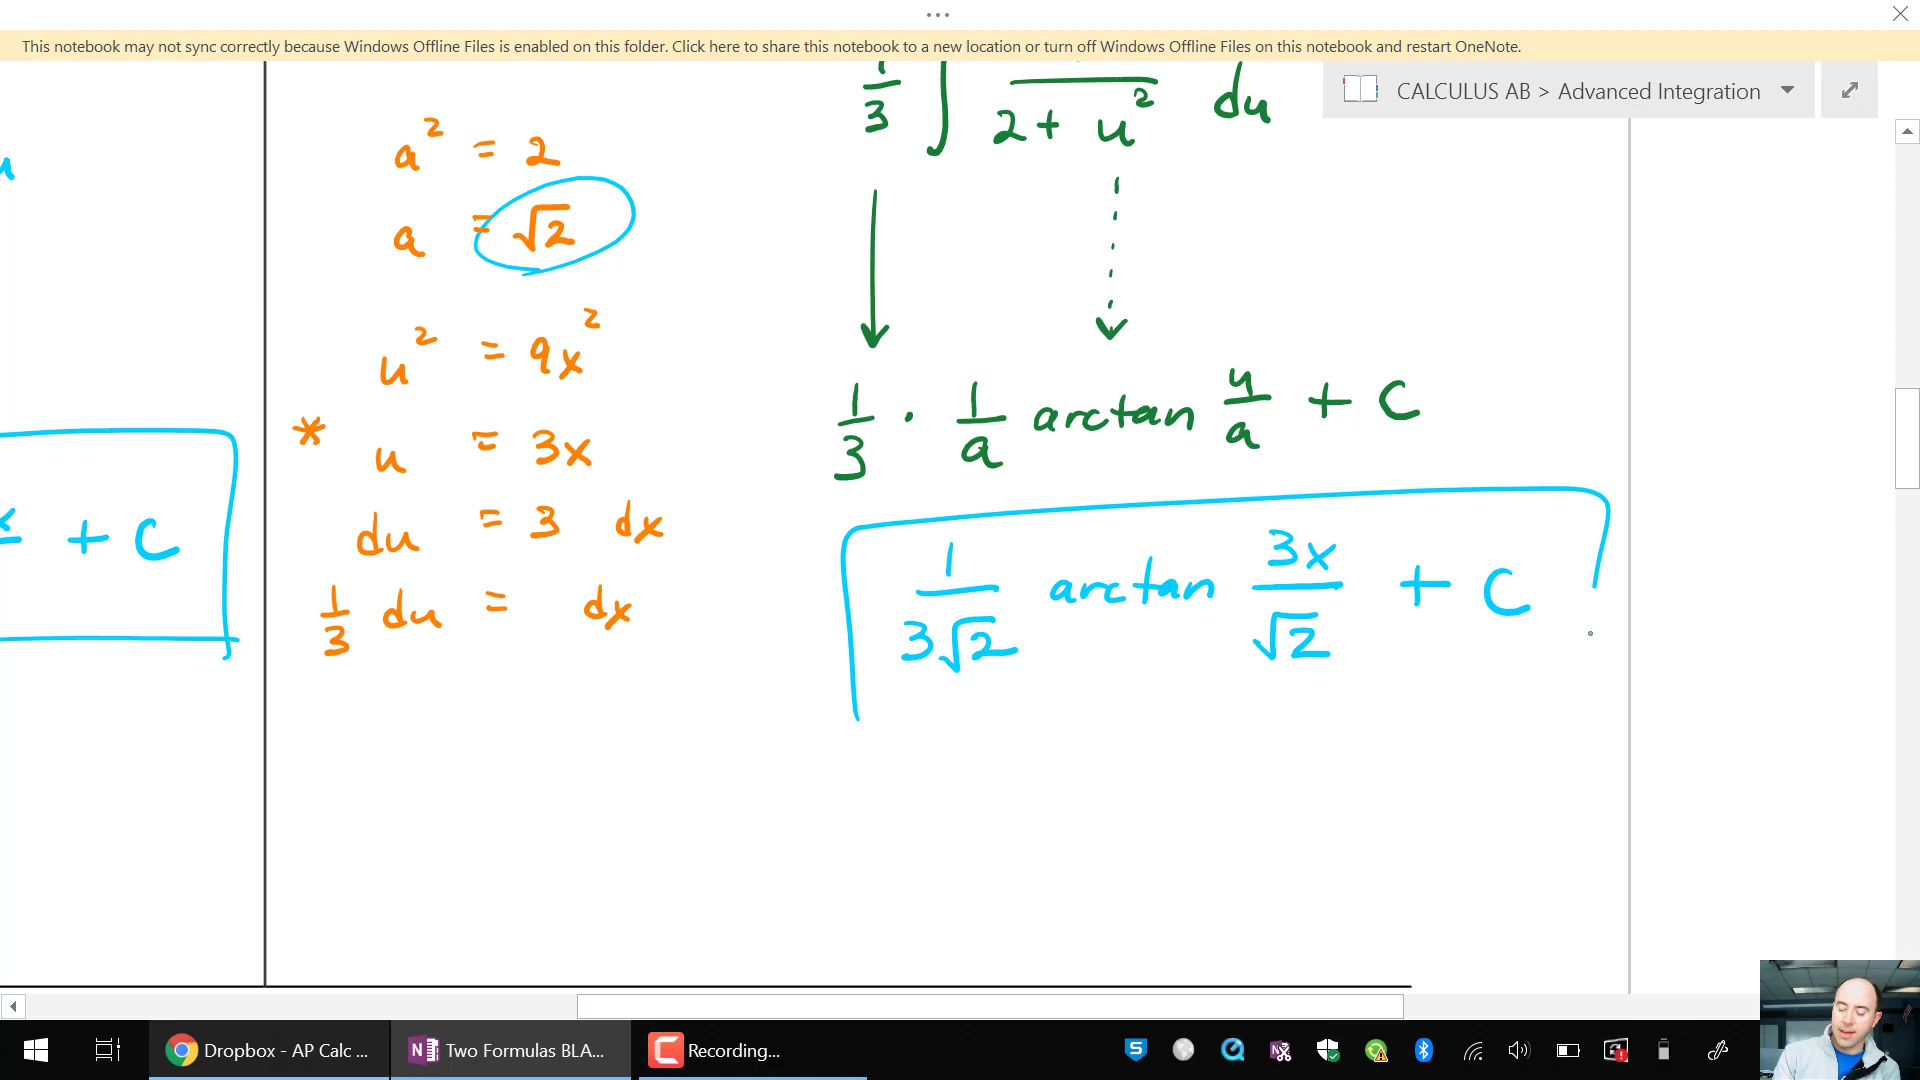 This notebook may not sync correctly because Windows Offline Files is enabled on this folder. Click here to share this notebook to a new location or turn off Windows Offline Files on this notebook and restart OneNote.
CALCULUS AB > Advanced Integration
u
+ C
a² = 2
a = √2
u² = 9x²
* u = 3x
du = 3 dx
1/3 du = dx
1/3 ∫ /(2 + u²) du
1/3 · 1/a arctan u/a + C
1/(3√2) arctan 3x/√2 + C
Dropbox - AP Calc ...
Two Formulas BLA...
Recording...